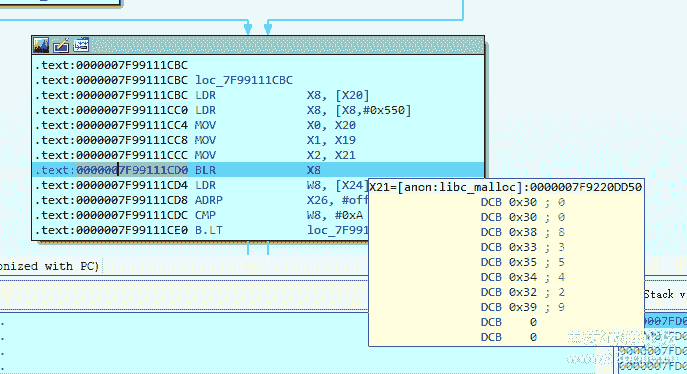 .text:0000007F99111CBC
.text:0000007F99111CBC loc_7F99111CBC
.text:0000007F99111CBC LDR X8, [X20]
.text:0000007F99111CC0 LDR X8, [X8,#0x550]
.text:0000007F99111CC4 MOV X0, X20
.text:0000007F99111CC8 MOV X1, X19
.text:0000007F99111CCC MOV X2, X21
.text:0000007F99111CD0 BLR X8
.text:0000007F99111CD4 LDR W8, [X24]
.text:0000007F99111CD8 ADRP X26, #off
.text:0000007F99111CDC CMP W8, #0xA
.text:0000007F99111CE0 B.LT loc_7F991
X21=[anon:libc_malloc]:0000007F9220DD50
DCB 0x30 ; 0
DCB 0x30 ; 0
DCB 0x38 ; 8
DCB 0x33 ; 3
DCB 0x35 ; 5
DCB 0x34 ; 4
DCB 0x32 ; 2
DCB 0x39 ; 9
DCB 0
DCB 0
onized with PC)
Stack v
0000007FD0
0000007FD0
0000007FD0
0000007FD0